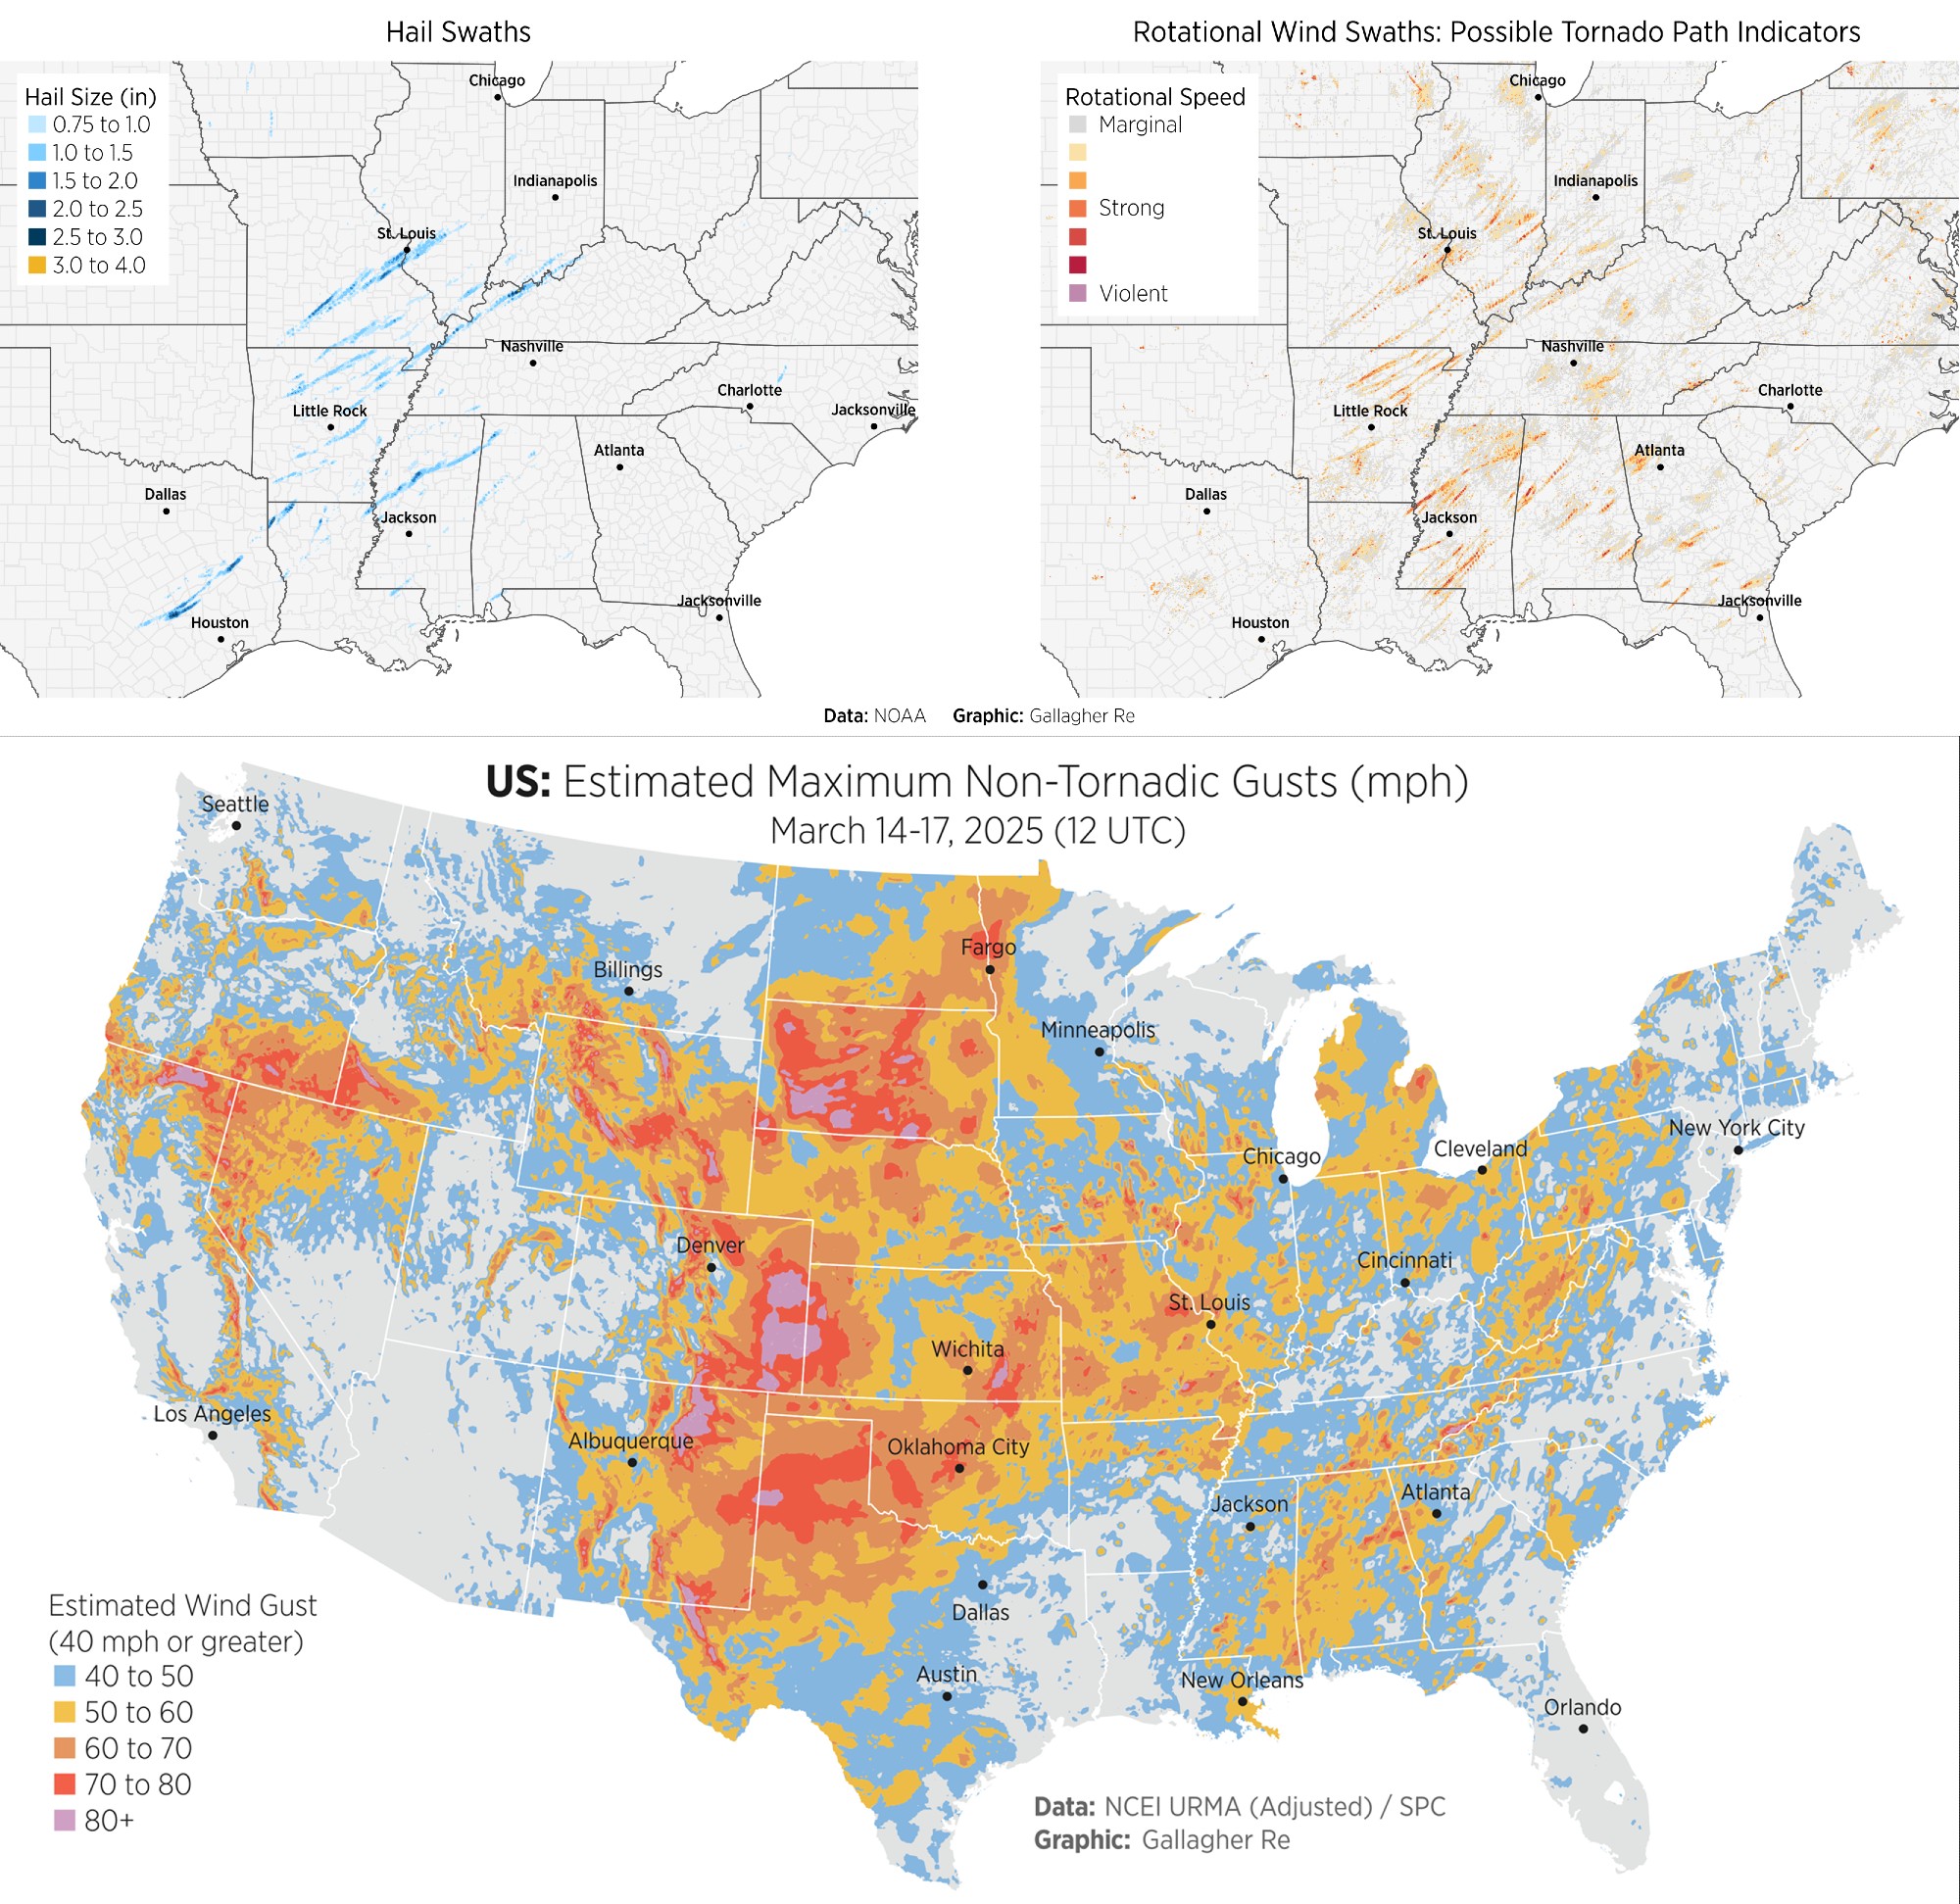 Hail Swaths
Hail Size (in)
0.75 to 1.0
1.0 to 1.5
1.5 to 2.0
2.0 to 2.5
2.5 to 3.0
3.0 to 4.0
Chicago
Indianapolis
St. Louis
Nashville
Charlotte
Little Rock
Jacksonville
Atlanta
Dallas
Jackson
Jacksonville
Houston
Rotational Wind Swaths: Possible Tornado Path Indicators
Rotational Speed
Marginal
Strong
Violent
Chicago
Indianapolis
St. Louis
Nashville
Charlotte
Little Rock
Atlanta
Dallas
Jackson
Jacksonville
Houston
Data: NOAA Graphic: Gallagher Re
US: Estimated Maximum Non-Tornadic Gusts (mph)
March 14-17, 2025 (12 UTC)
Seattle
Fargo
Billings
Minneapolis
New York City
Cleveland
Chicago
Denver
Cincinnati
St. Louis
Wichita
Los Angeles
Albuquerque
Oklahoma City
Atlanta
Jackson
Dallas
Austin
New Orleans
Orlando
Estimated Wind Gust
(40 mph or greater)
40 to 50
50 to 60
60 to 70
70 to 80
80+
Data: NCEI URMA (Adjusted) / SPC
Graphic: Gallagher Re